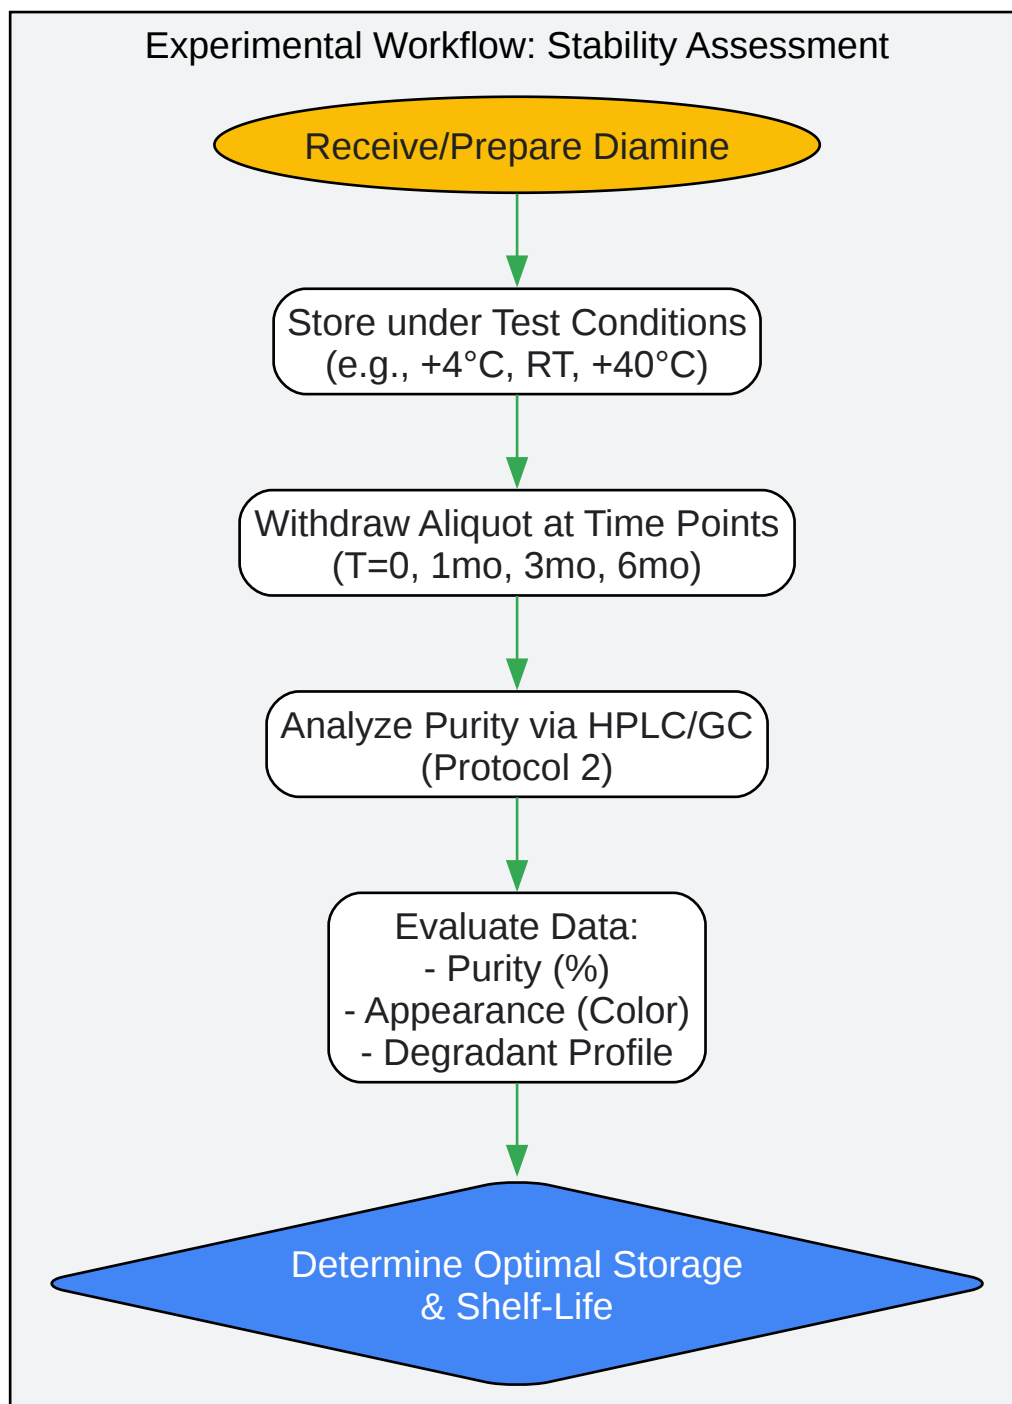 Experimental Workflow: Stability Assessment
Receive/Prepare Diamine
Store under Test Conditions
(e.g., +4°C, RT, +40°C)
Withdraw Aliquot at Time Points
(T=0, 1mo, 3mo, 6mo)
Analyze Purity via HPLC/GC
(Protocol 2)
Evaluate Data:
- Purity (%)
- Appearance (Color)
- Degradant Profile
Determine Optimal Storage
& Shelf-Life